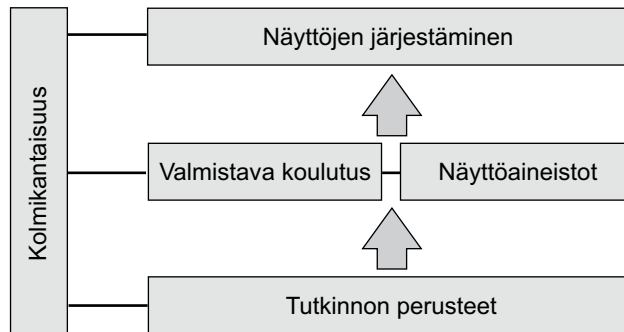 Kolmikantaisuus
Näyttöjen järjestäminen
Valmistava koulutus
Näyttöaineistot
Tutkinnon perusteet